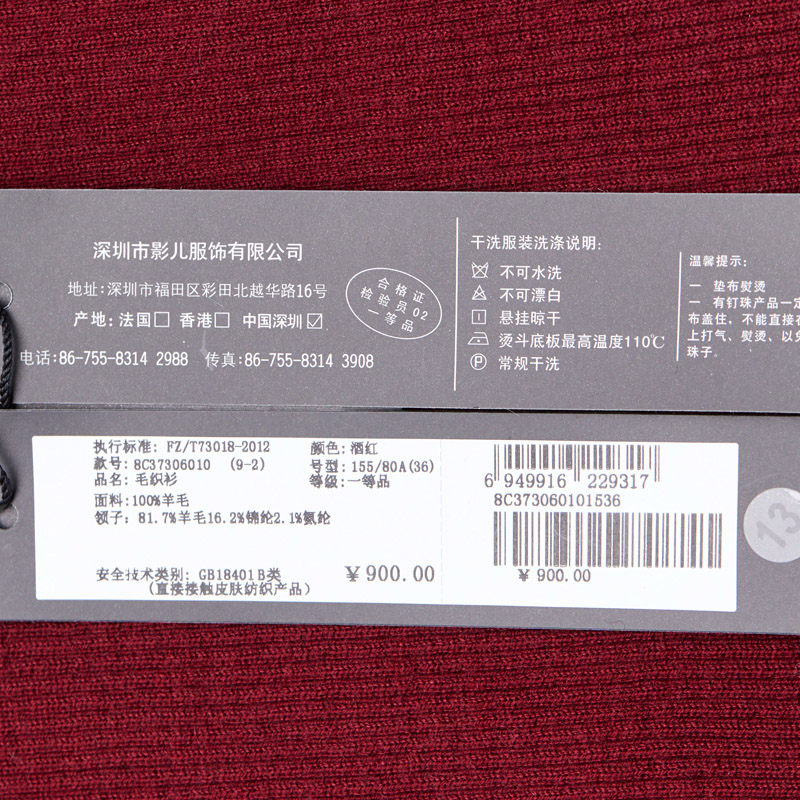 深圳市影儿服饰有限公司
地址:深圳市福田区彩田北越华路16号
产地:法国□ 香港□ 中国深圳☑
电话:86-755-8314 2988 传真:86-755-8314 3908
合格证
检验员02
一等品
干洗服装洗涤说明:
不可水洗
不可漂白
悬挂晾干
烫斗底板最高温度110℃
Ⓟ 常规干洗
温馨提示:
一 垫布熨烫
一 有钉珠产品一定
布盖住,不能直接在
上打气、熨烫,以免
珠子。
执行标准: FZ/T73018-2012
款号: 8C37306010 (9-2)
品名: 毛织衫
面料:100%羊毛
领子: 81.7%羊毛16.2%锦纶2.1%氨纶
安全技术类别: GB18401B类
(直接接触皮肤纺织产品)
颜色: 酒红
号型: 155/80A(36)
等级: 一等品
¥900.00
6 949916 229317
8C373060101536
¥ 900.00
13